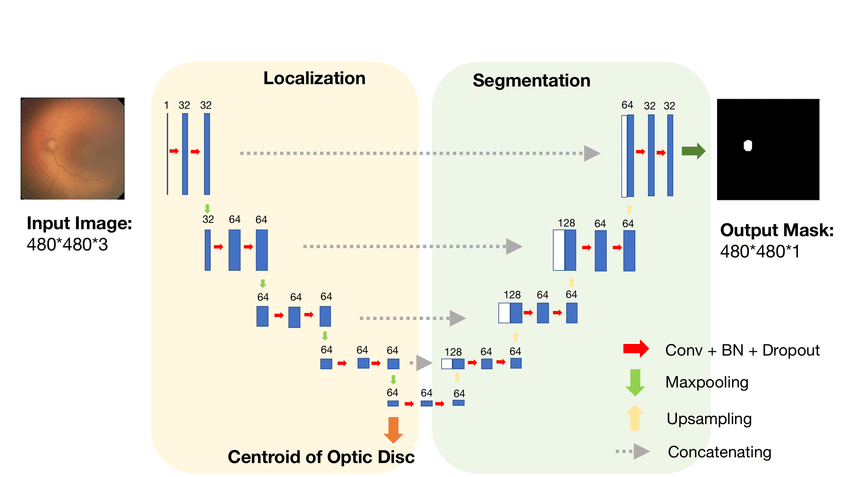 Localization
Segmentation
1 32 32
64 32 32
Input Image:
480*480*3
Output Mask:
480*480*1
32 64 64
128 64 64
64 64 64
128 64 64
64 64 64
128 64 64
64 64 64
Centroid of Optic Disc
Conv + BN + Dropout
Maxpooling
Upsampling
Concatenating